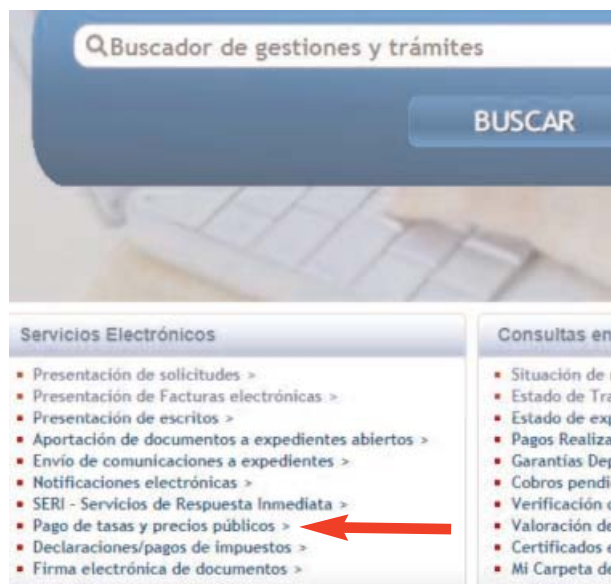 Buscador de gestiones y trámites
BUSCAR
Servicios Electrónicos
Presentación de solicitudes >
Presentación de Facturas electrónicas >
Presentación de escritos >
Aportación de documentos a expedientes abiertos >
Envío de comunicaciones a expedientes >
Notificaciones electrónicas >
SERI - Servicios de Respuesta Inmediata >
Pago de tasas y precios públicos >
Declaraciones/pagos de impuestos >
Firma electrónica de documentos >
Consultas en
Situación de
Estado de
Estado de
Pagos
Garantías
Cobros
Verificación
Valoración de
Certificados
Mi Carpeta